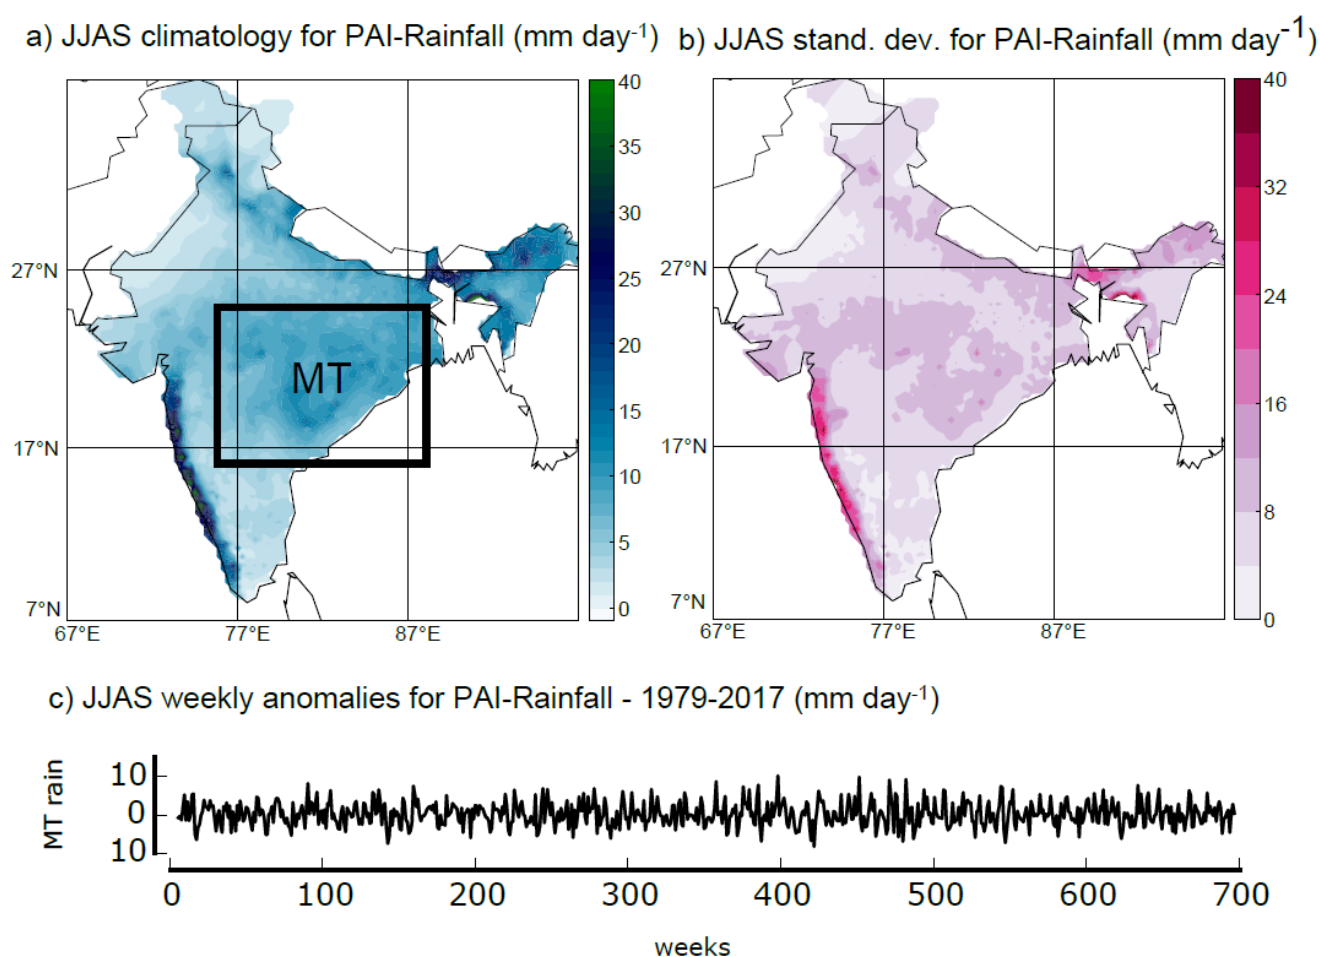 a) JJAS climatology for PAI-Rainfall (mm day-1)
b) JJAS stand. dev. for PAI-Rainfall (mm day-1)
40
35
30
25
20
15
10
5
0
27°N
17°N
7°N
67°E
77°E
87°E
MT
40
32
24
16
8
0
27°N
17°N
7°N
67°E
77°E
87°E
c) JJAS weekly anomalies for PAI-Rainfall - 1979-2017 (mm day-1)
MT rain
10
0
10
0
100
200
300
400
500
600
700
weeks